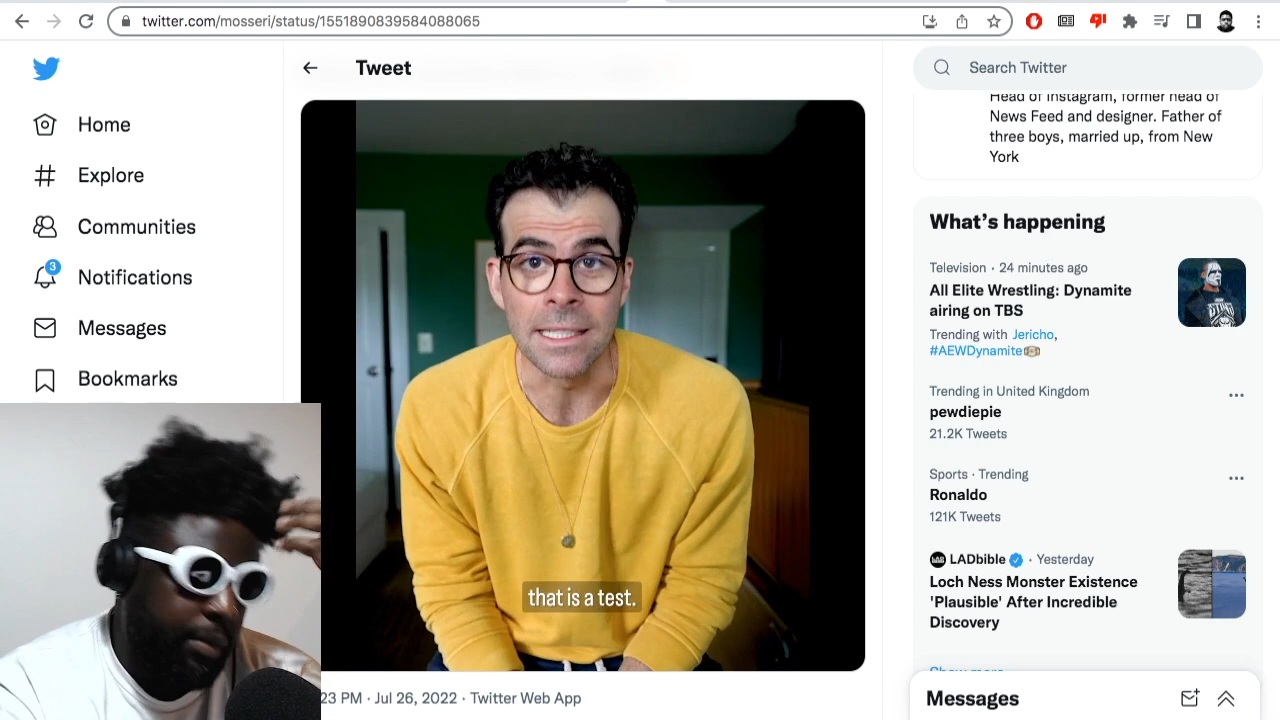 twitter.com/mosseri/status/1551890839584088065
Home
Explore
Communities
3
Notifications
Messages
Bookmarks
Tweet
that is a test.
23 PM · Jul 26, 2022 · Twitter Web App
Search Twitter
Head of Instagram, former head of
News Feed and designer. Father of
three boys, married up, from New
York
What's happening
Television · 24 minutes ago
All Elite Wrestling: Dynamite
airing on TBS
Trending with Jericho,
#AEWDynamite
Trending in United Kingdom
pewdiepie
21.2K Tweets
Sports · Trending
Ronaldo
121K Tweets
LADbible · Yesterday
Loch Ness Monster Existence
'Plausible' After Incredible
Discovery
Show more
Messages